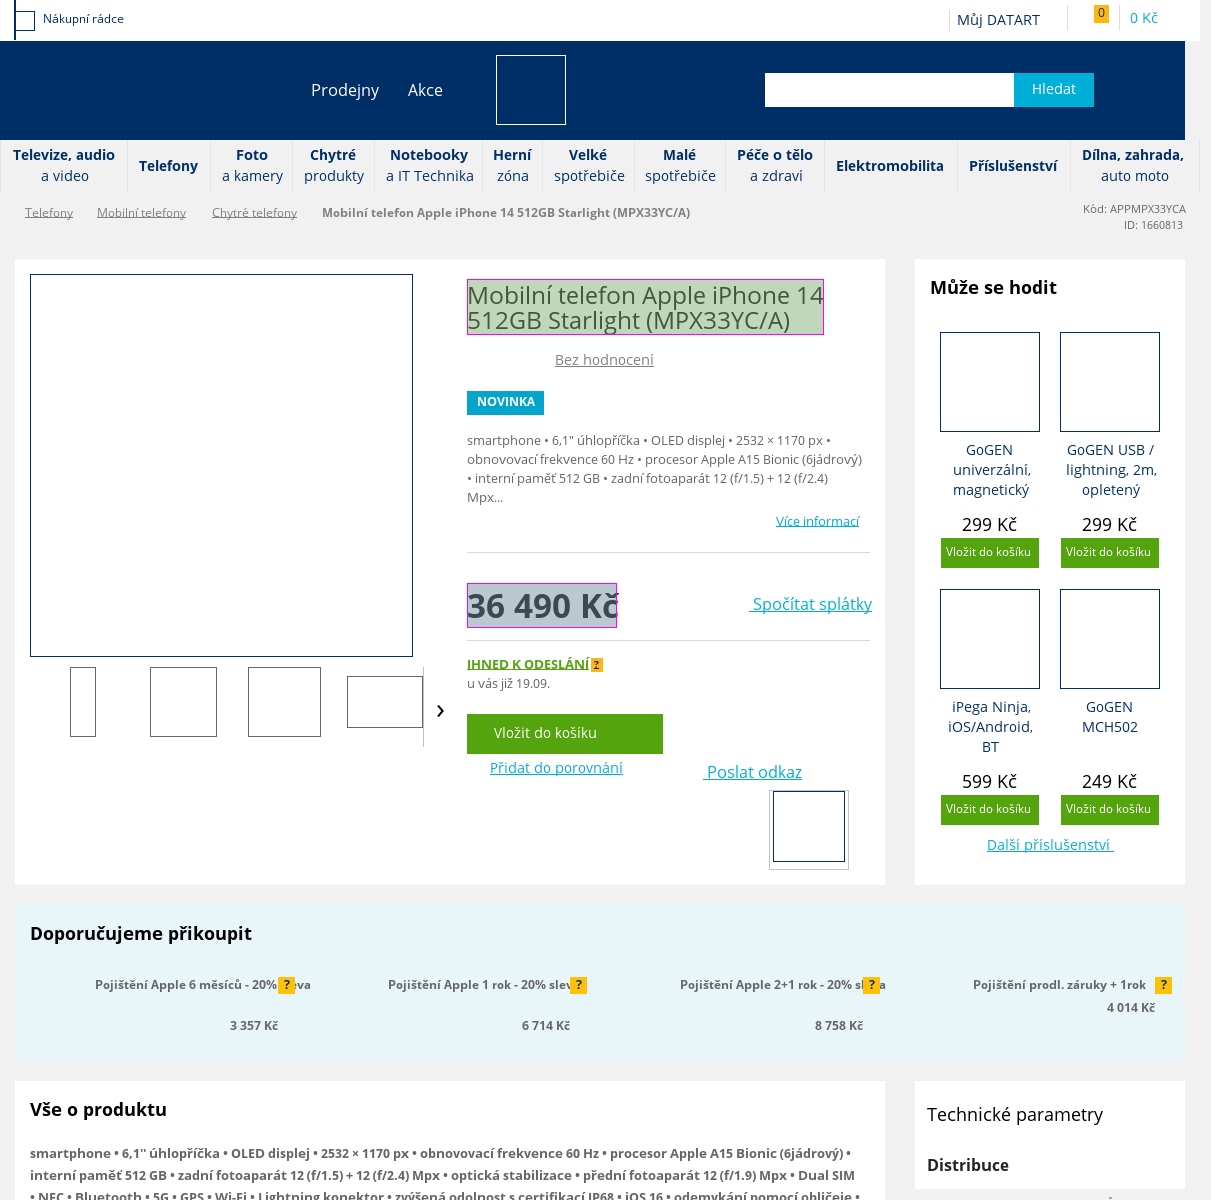 Nákupní rádce
Můj DATART
0
0 Kč
Prodejny
Akce
Hledat
Televize, audio
a video
Telefony
Foto
a kamery
Chytré
produkty
Notebooky
a IT Technika
Herní
zóna
Velké
spotřebiče
Malé
spotřebiče
Péče o tělo
a zdraví
Elektromobilita
Příslušenství
Dílna, zahrada,
auto moto
Telefony
Mobilní telefony
Chytré telefony
Mobilní telefon Apple iPhone 14 512GB Starlight (MPX33YC/A)
Kód: APPMPX33YCA
ID: 1660813
Mobilní telefon Apple iPhone 14
512GB Starlight (MPX33YC/A)
Bez hodnocení
NOVINKA
smartphone • 6,1" úhlopříčka • OLED displej • 2532 × 1170 px •
obnovovací frekvence 60 Hz • procesor Apple A15 Bionic (6jádrový)
• interní paměť 512 GB • zadní fotoaparát 12 (f/1.5) + 12 (f/2.4)
Mpx...
Více informací
36 490 Kč
Spočítat splátky
IHNED K ODESLÁNÍ ?
u vás již 19.09.
Vložit do košíku
Přidat do porovnání
Poslat odkaz
Může se hodit
GoGEN
univerzální,
magnetický
299 Kč
Vložit do košíku
GoGEN USB /
lightning, 2m,
opletený
299 Kč
Vložit do košíku
iPega Ninja,
iOS/Android,
BT
599 Kč
Vložit do košíku
GoGEN
MCH502
249 Kč
Vložit do košíku
Další příslušenství
Doporučujeme přikoupit
Pojištění Apple 6 měsíců - 20% ?
3 357 Kč
Pojištění Apple 1 rok - 20% ?
6 714 Kč
Pojištění Apple 2+1 rok - 20% ?
8 758 Kč
Pojištění prodl. záruky + 1rok ?
4 014 Kč
Vše o produktu
smartphone • 6,1'' úhlopříčka • OLED displej • 2532 × 1170 px • obnovovací frekvence 60 Hz • procesor Apple A15 Bionic (6jádrový) •
interní paměť 512 GB • zadní fotoaparát 12 (f/1.5) + 12 (f/2.4) Mpx • optická stabilizace • přední fotoaparát 12 (f/1.9) Mpx • Dual SIM
• NFC • Bluetooth • 5G • GPS • Wi-Fi • Lightning konektor • zvýšená odolnost s certifikací IP68 • iOS 16 • odemykání pomocí obličeje •
Technické parametry
Distribuce